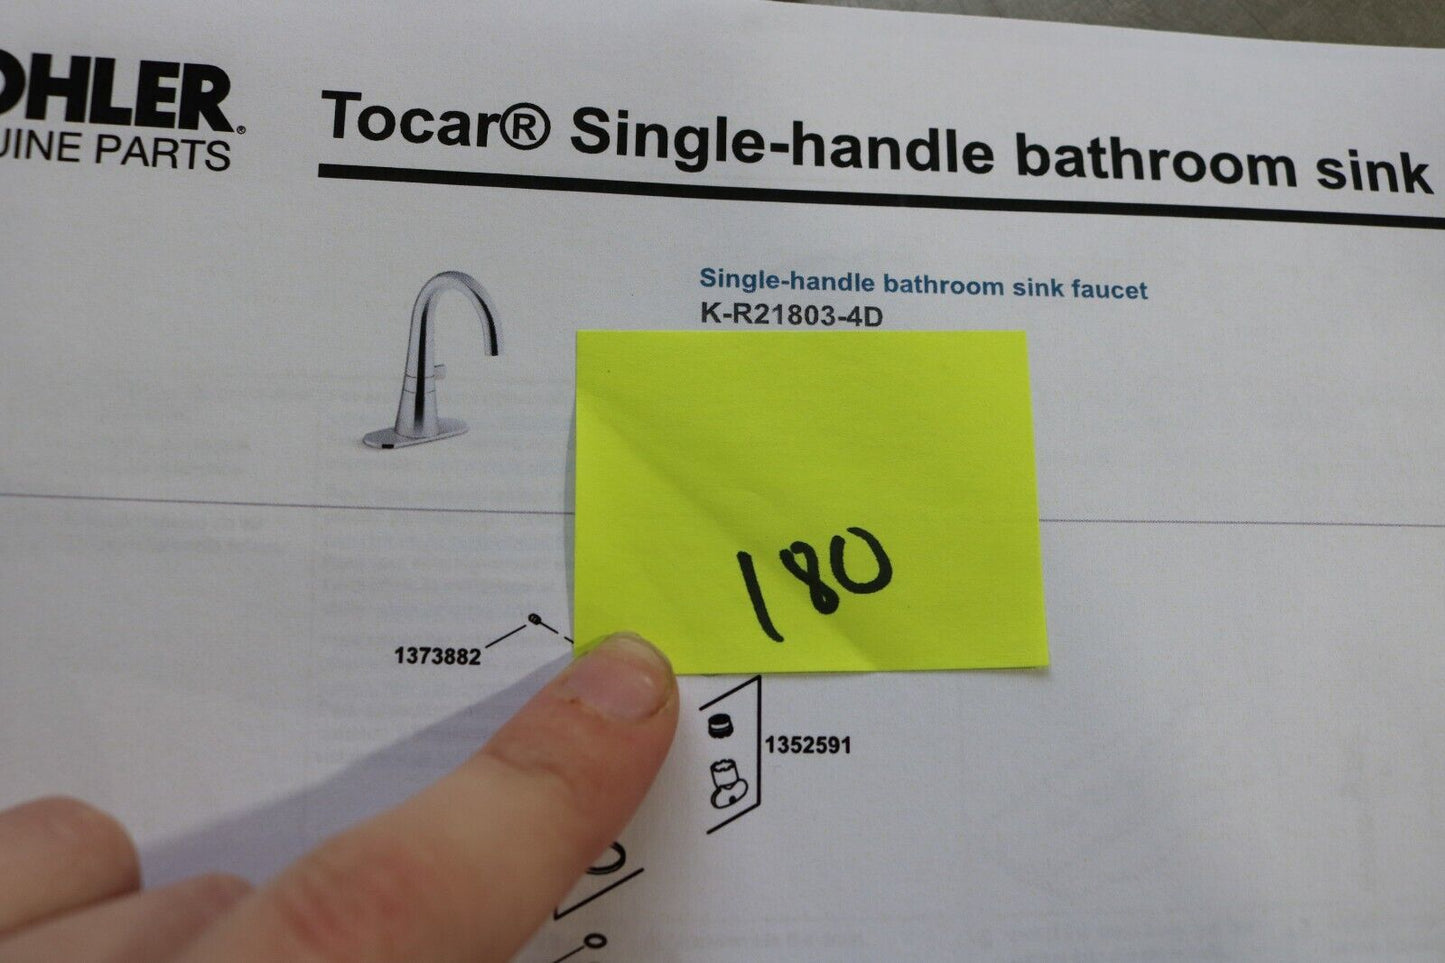 OHLER®
UINE PARTS
Tocar® Single-handle bathroom sink
Single-handle bathroom sink faucet
K-R21803-4D
180
1373882
1352591